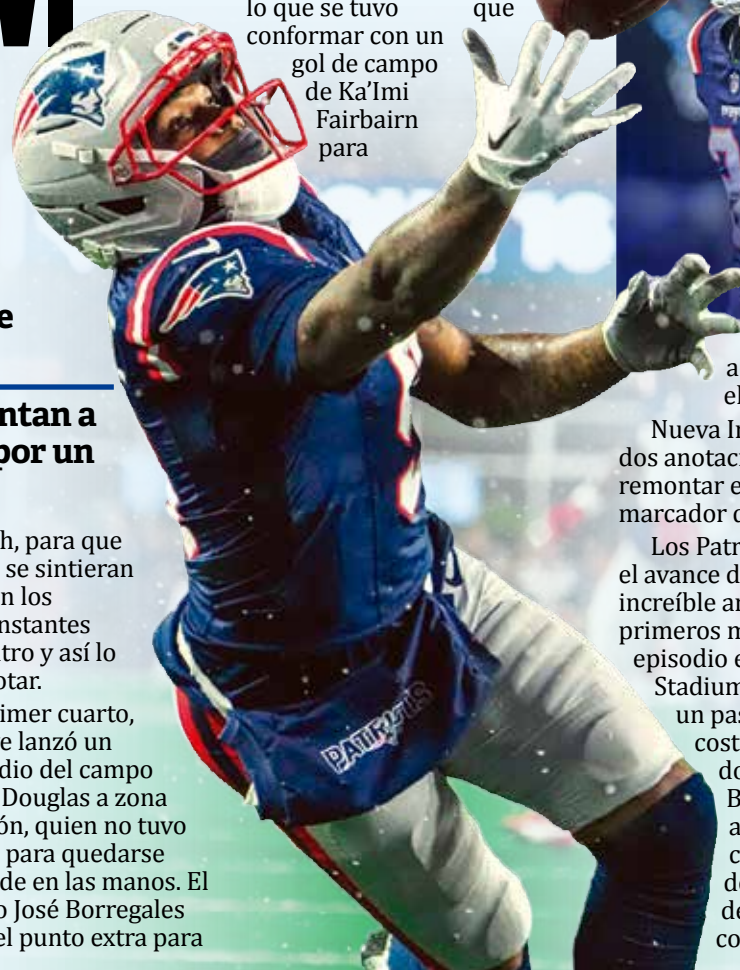 lo que se tuvo
conformar con un
gol de campo
de Ka'Imi
Fairbairn
para
que
e
ntan a
por un
h, para que
se sintieran
n los
nstantes
tro y así lo
otar.
imer cuarto,
e lanzó un
dio del campo
Douglas a zona
ón, quien no tuvo
para quedarse
de en las manos. El
o José Borregales
el punto extra para
PATRIOTS
a
el
Nueva In
dos anotaci
remontar e
marcador d
Los Patr
el avance d
increíble an
primeros m
episodio e
Stadium
un pas
cost
do
B
a
c
d
de
co